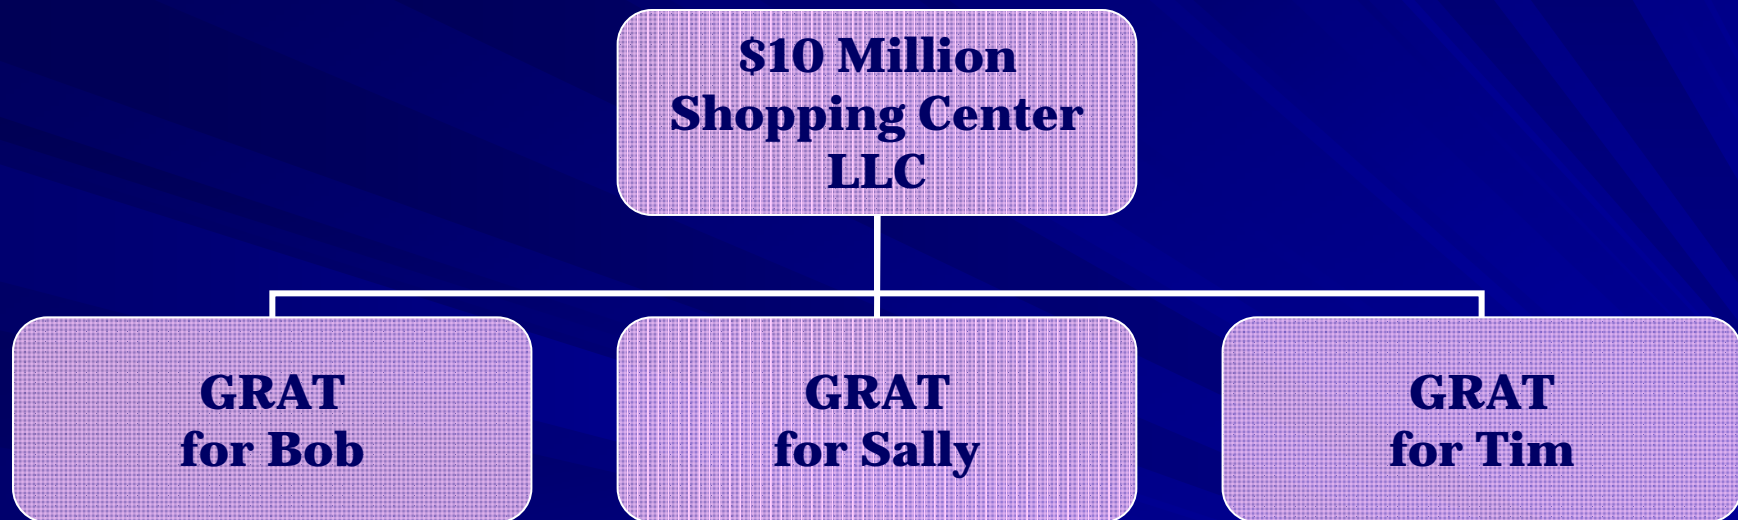 $10 Million
Shopping Center
LLC
GRAT
for Bob
GRAT
for Sally
GRAT
for Tim